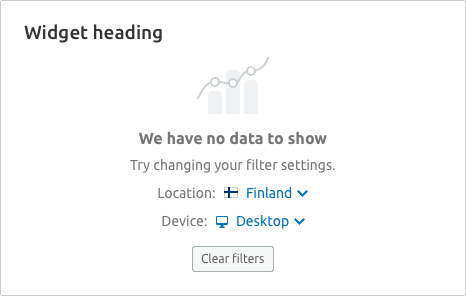 Widget heading
We have no data to show
Try changing your filter settings.
Location: Finland
Device: Desktop
Clear filters